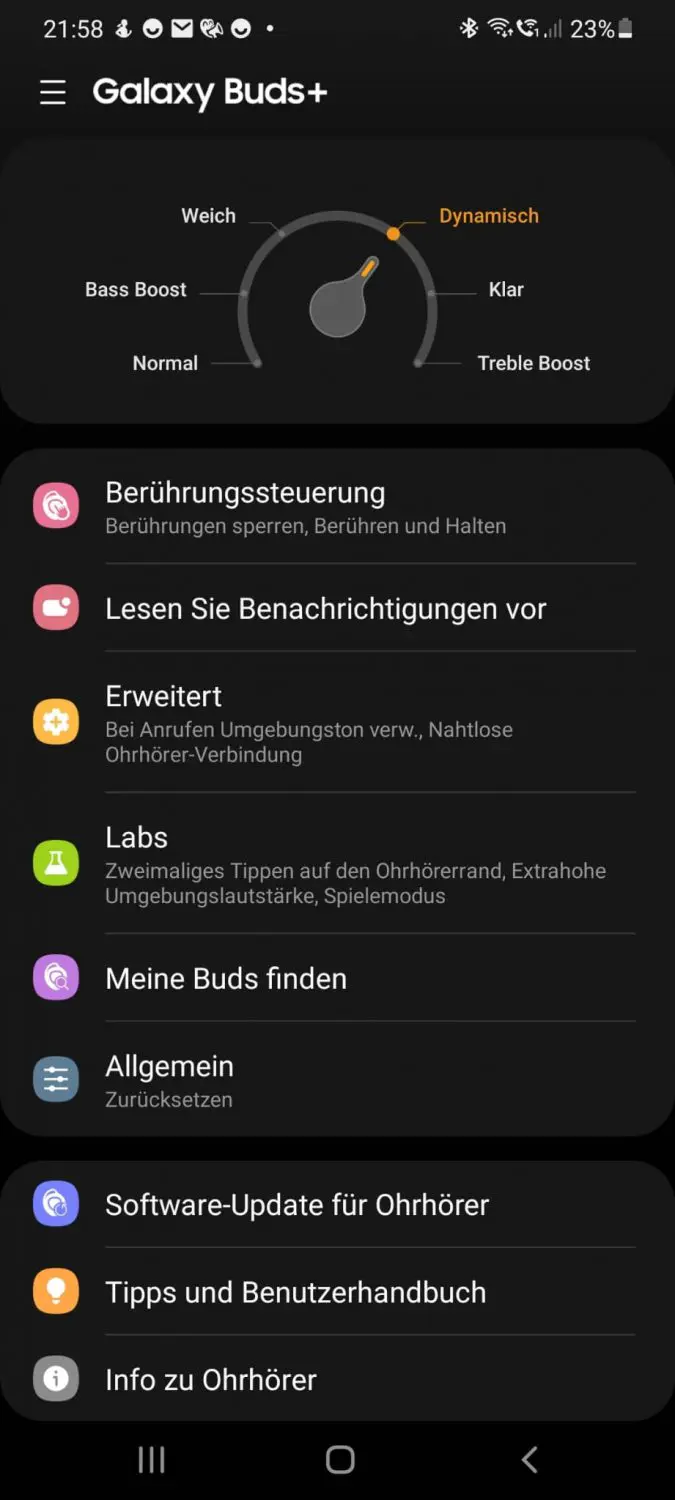 21:58 23%
Galaxy Buds+
Weich Dynamisch
Bass Boost Klar
Normal Treble Boost
Berührungssteuerung
Berührungen sperren, Berühren und Halten
Lesen Sie Benachrichtigungen vor
Erweitert
Bei Anrufen Umgebungston verw., Nahtlose
Ohrhörer-Verbindung
Labs
Zweimaliges Tippen auf den Ohrhörerrand, Extrahohe
Umgebungslautstärke, Spielemodus
Meine Buds finden
Allgemein
Zurücksetzen
Software-Update für Ohrhörer
Tipps und Benutzerhandbuch
Info zu Ohrhörer